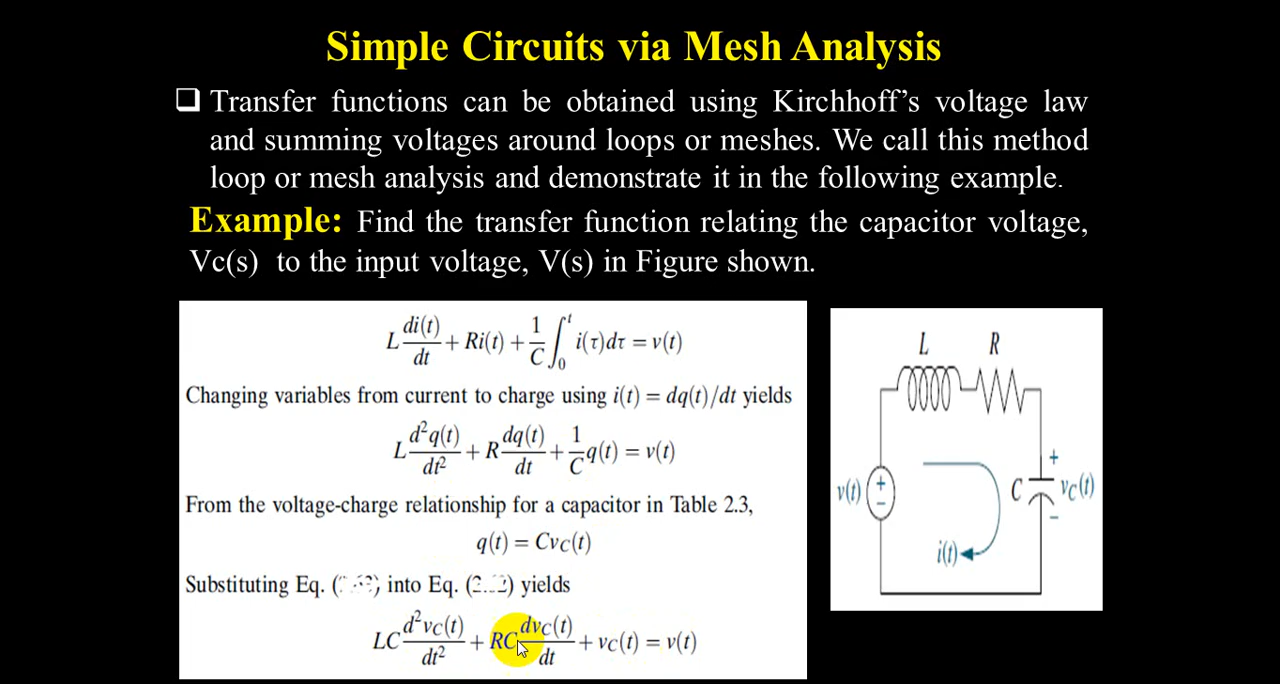 Simple Circuits via Mesh Analysis
❑ Transfer functions can be obtained using Kirchhoff’s voltage law
and summing voltages around loops or meshes. We call this method
loop or mesh analysis and demonstrate it in the following example.
Example: Find the transfer function relating the capacitor voltage,
Vc(s) to the input voltage, V(s) in Figure shown.
L di(t)/dt + Ri(t) + 1/C ∫₀ᵗ i(τ)dτ = v(t)
Changing variables from current to charge using i(t) = dq(t)/dt yields
L d²q(t)/dt² + R dq(t)/dt + 1/C q(t) = v(t)
From the voltage-charge relationship for a capacitor in Table 2.3,
q(t) = Cv_C(t)
Substituting Eq. ( ) into Eq. (2. ) yields
LC d²v_C(t)/dt² + RC dv_C(t)/dt + v_C(t) = v(t)
L R
v(t) + − C + v_C(t) −
i(t)